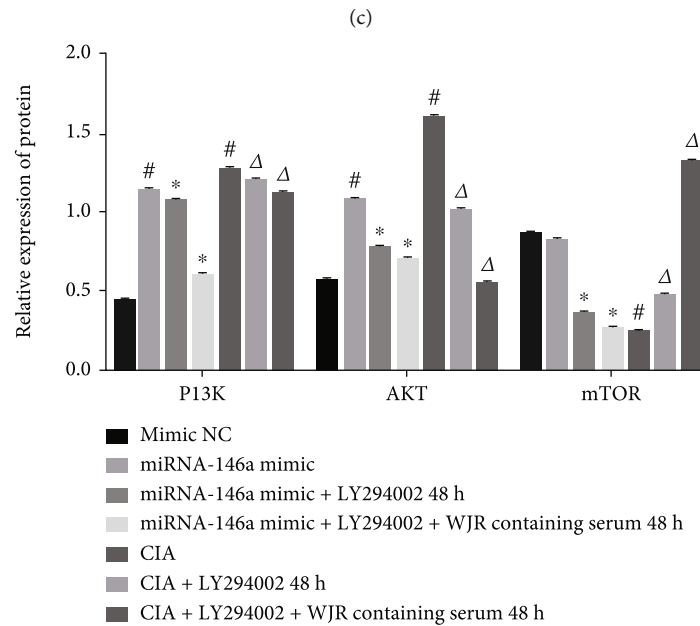 (c)
Relative expression of protein
2.0
1.5
1.0
0.5
0.0
# * * # Δ Δ
# * * # Δ Δ
* * # Δ Δ
P13K AKT mTOR
Mimic NC
miRNA-146a mimic
miRNA-146a mimic + LY294002 48 h
miRNA-146a mimic + LY294002 + WJR containing serum 48 h
CIA
CIA + LY294002 48 h
CIA + LY294002 + WJR containing serum 48 h